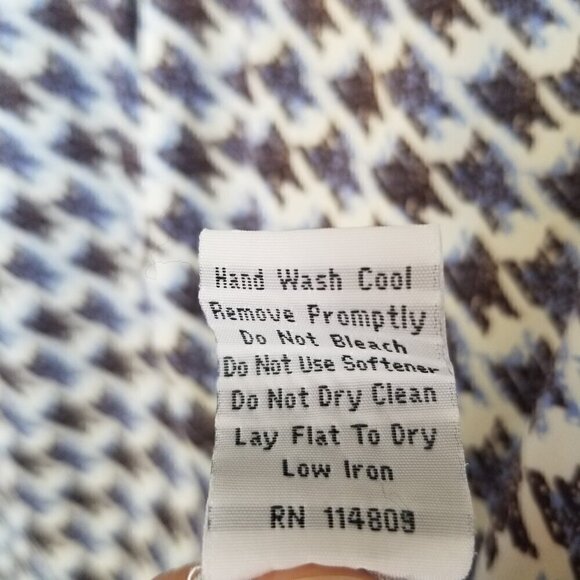 Hand Wash Cool
Remove Promptly
Do Not Bleach
Do Not Use Softener
Do Not Dry Clean
Lay Flat To Dry
Low Iron
RN 114809